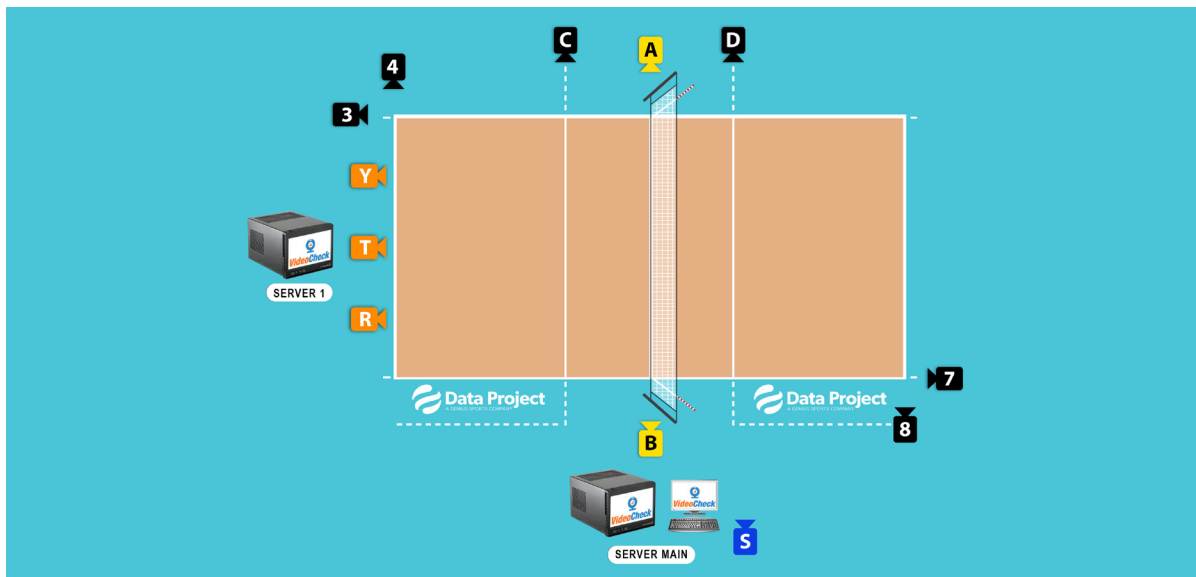 C
A
D
4
3
Y
T
VideoCheck
SERVER 1
R
7
Data Project
A GENIUS SPORTS COMPANY
Data Project
A GENIUS SPORTS COMPANY
8
B
VideoCheck
VideoCheck
S
SERVER MAIN